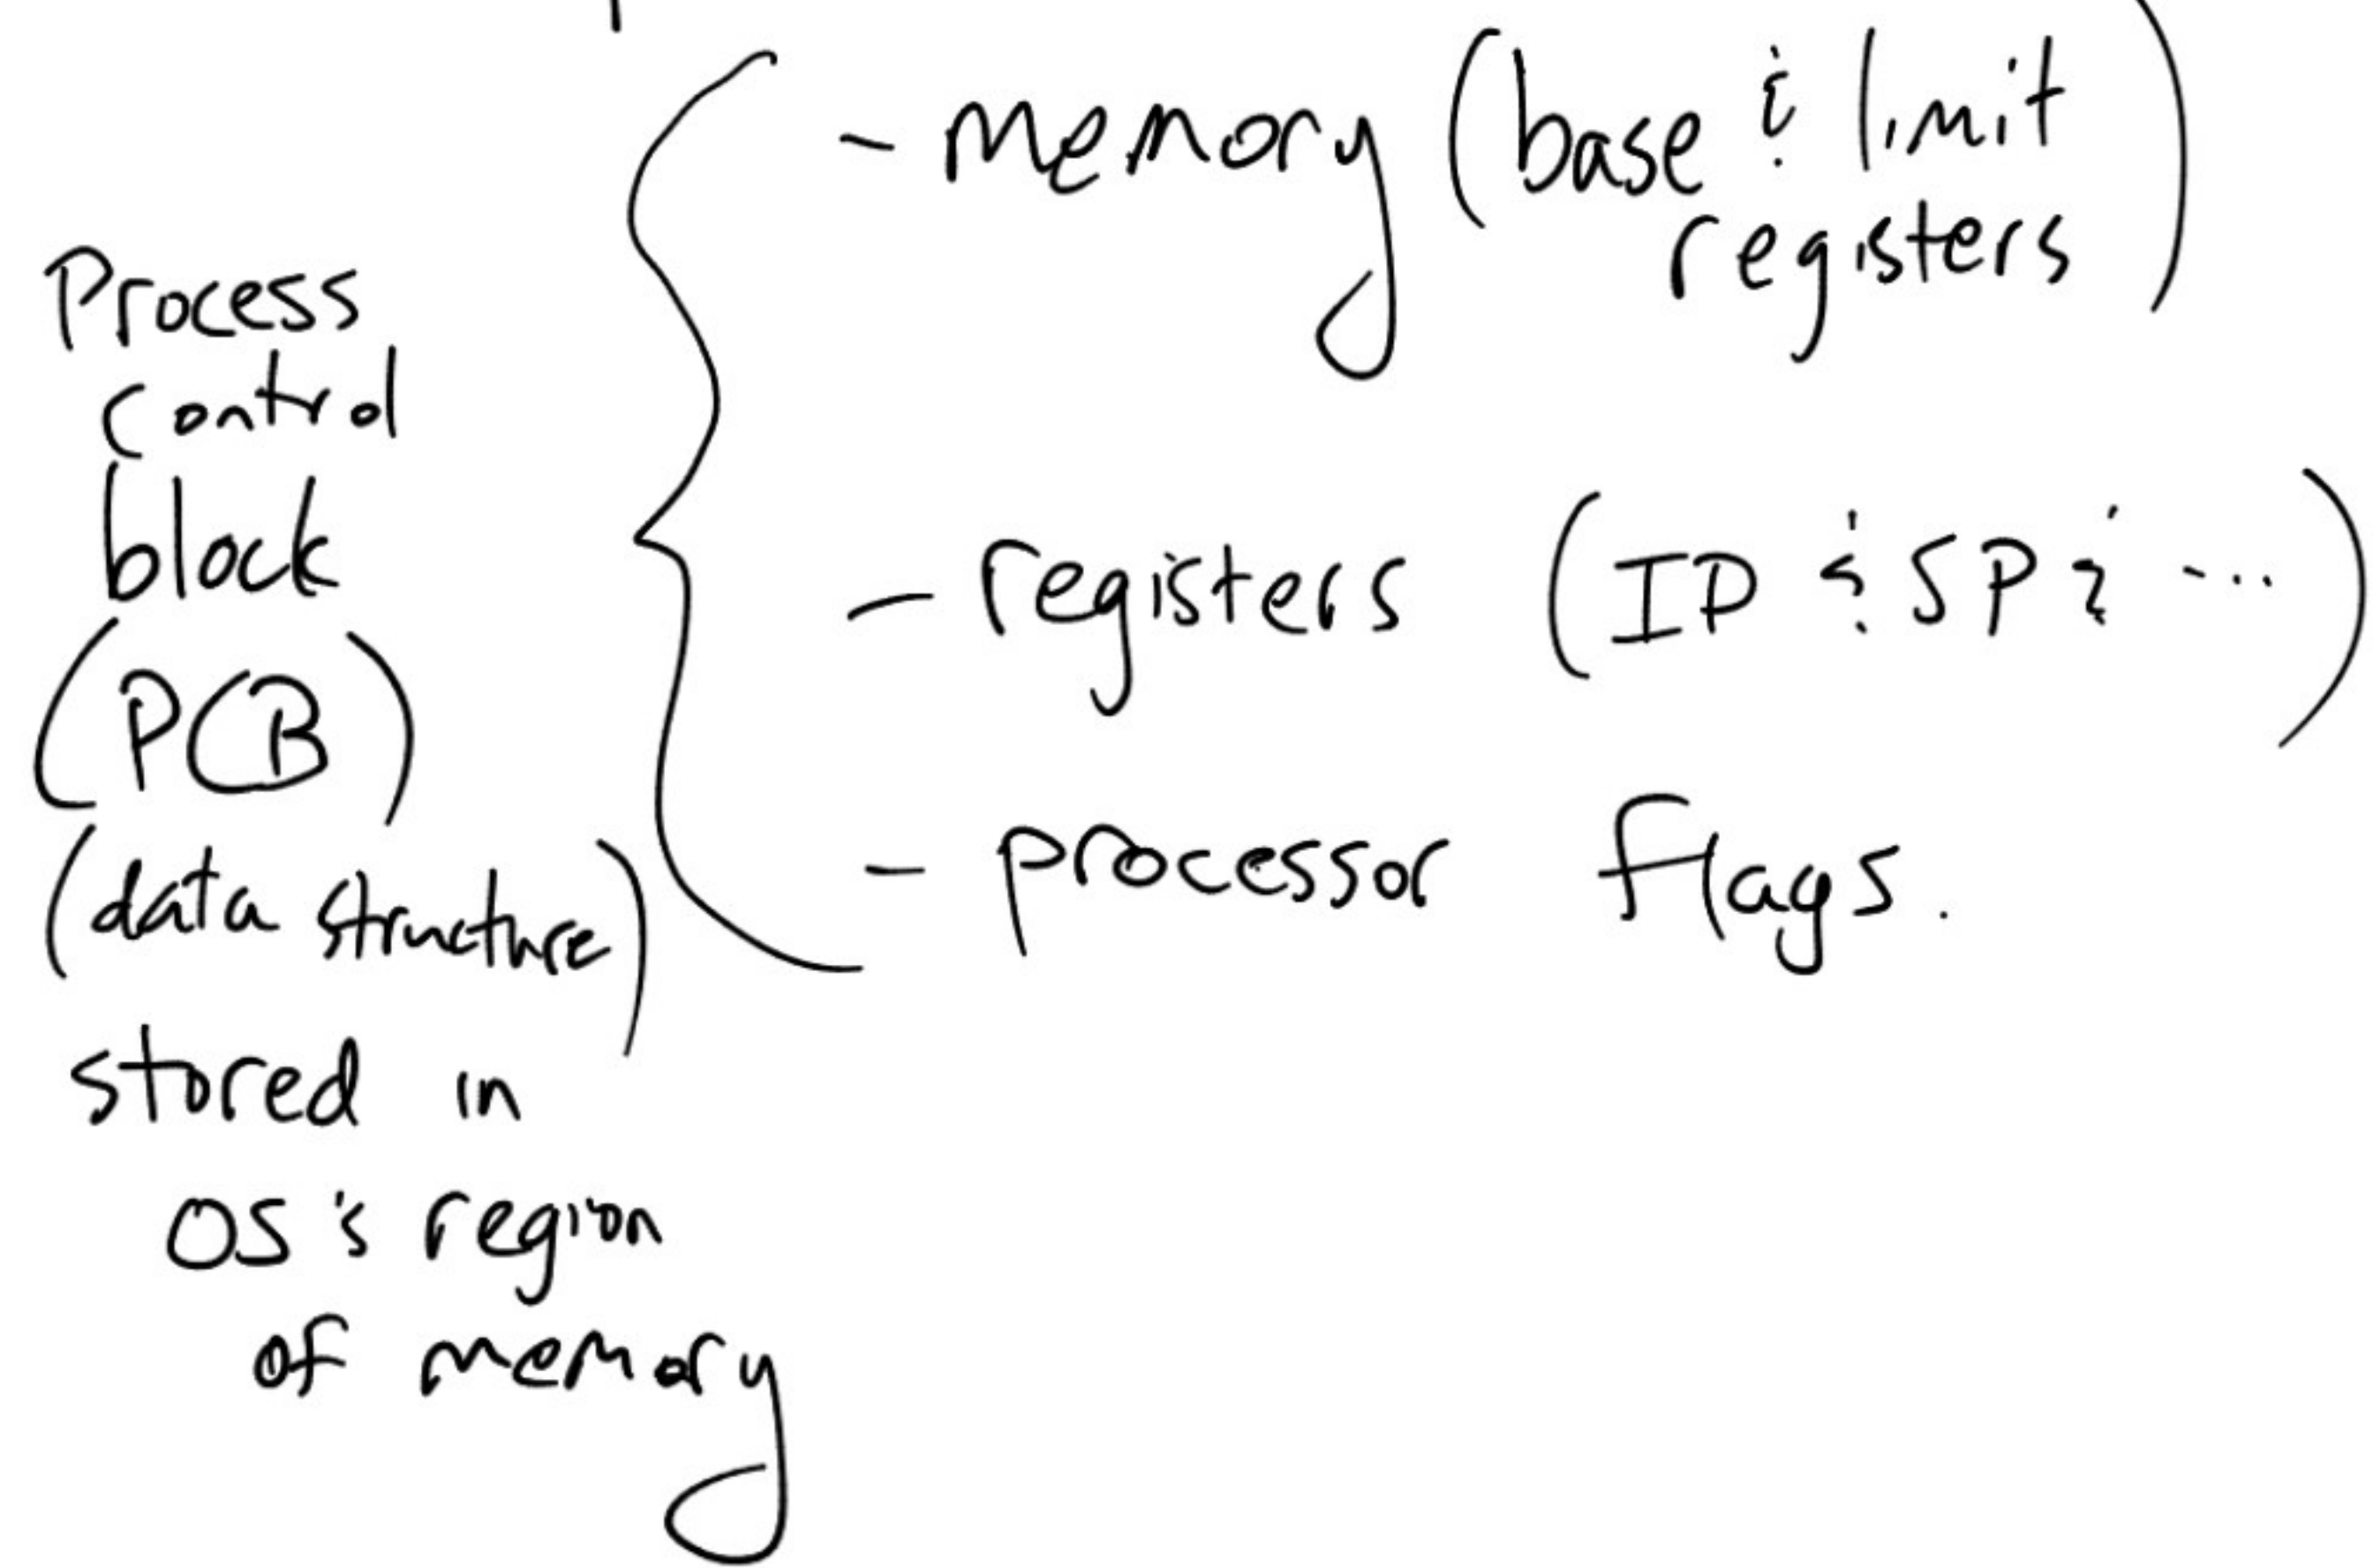 Process
control
block
(PCB)
(data structure)
stored in
OS's region
of memory
- memory (base & limit
registers)
- registers (IP & SP & ...)
- processor flags.